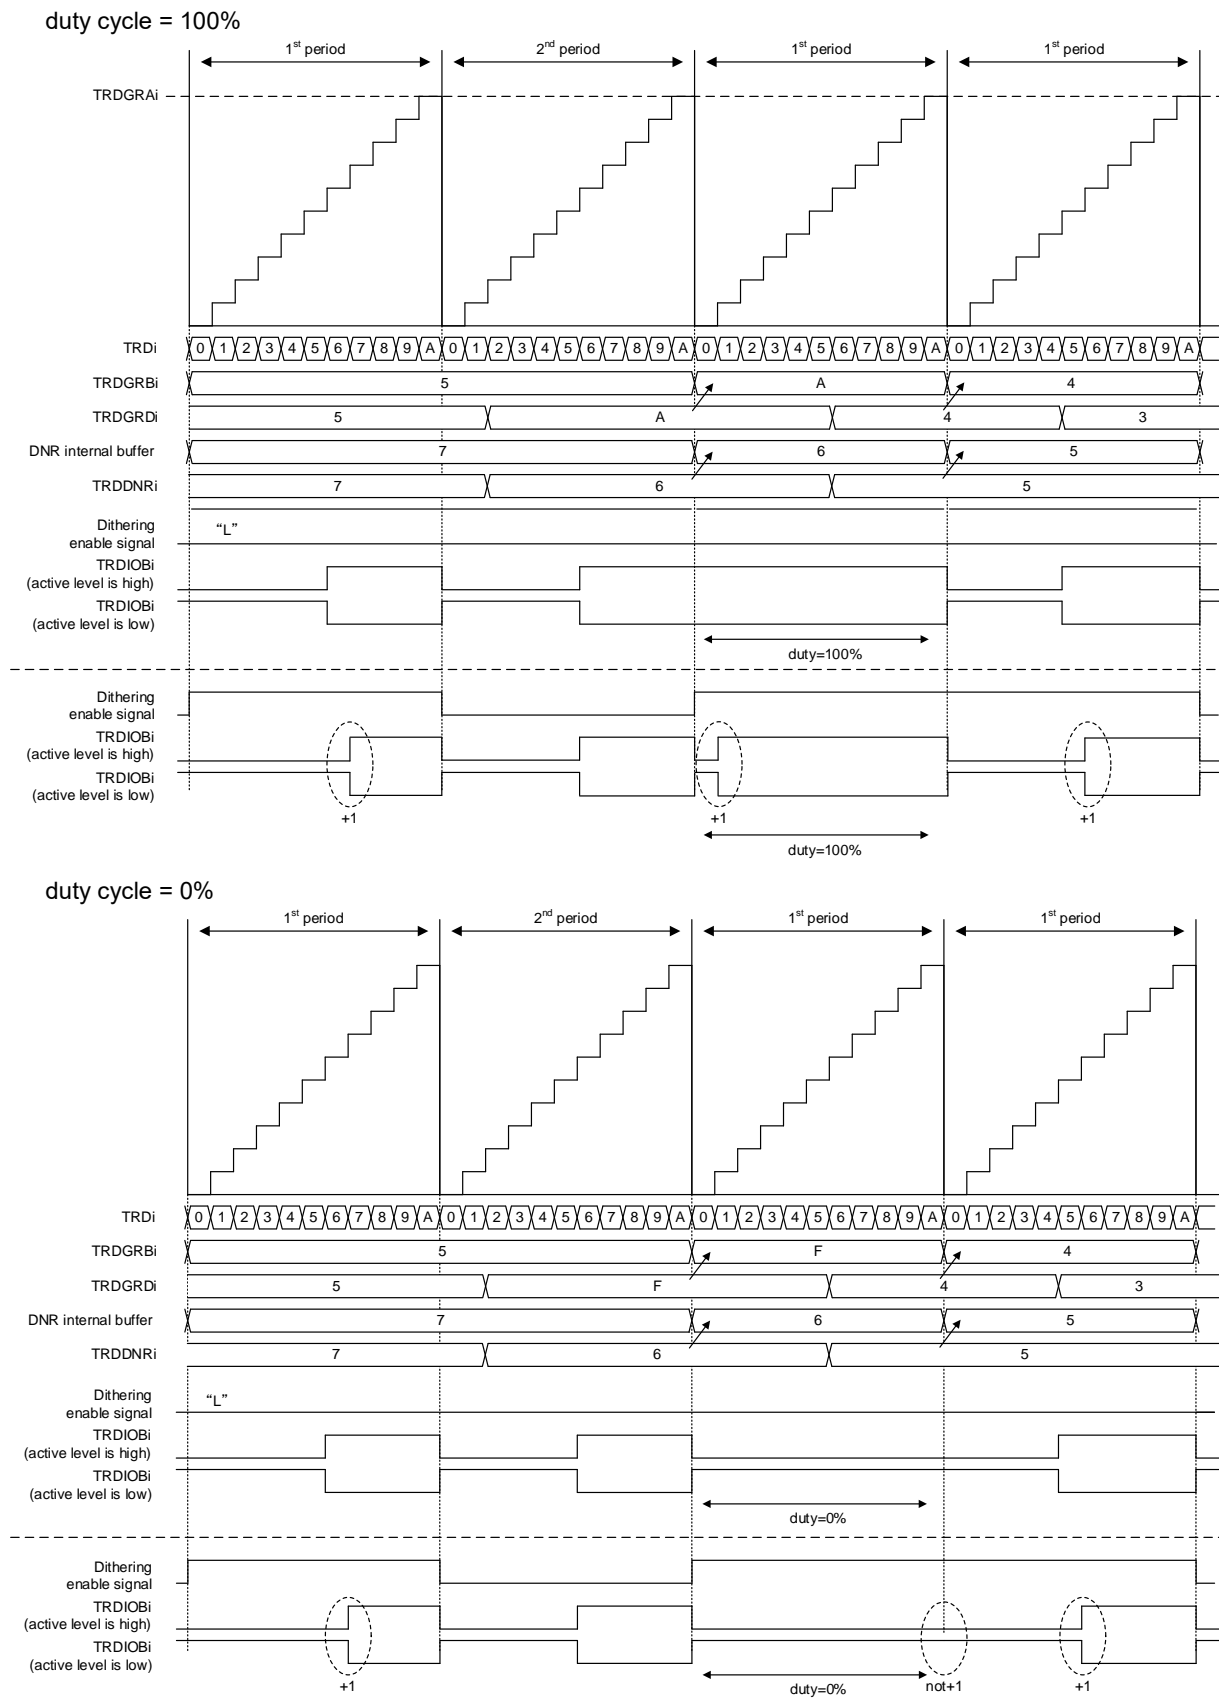 duty cycle = 100%
1st period 2nd period 1st period 1st period
TRDGRAi
TRDi 0 1 2 3 4 5 6 7 8 9 A 0 1 2 3 4 5 6 7 8 9 A 0 1 2 3 4 5 6 7 8 9 A 0 1 2 3 4 5 6 7 8 9 A
TRDGRBi 5 A 4
TRDGRDi 5 A 4 3
DNR internal buffer 7 6 5
TRDDNRi 7 6 5
Dithering
enable signal
“L”
TRDIOBi
(active level is high)
TRDIOBi
(active level is low)
duty=100%
Dithering
enable signal
TRDIOBi
(active level is high)
TRDIOBi
(active level is low)
+1 +1 +1
duty=100%
duty cycle = 0%
1st period 2nd period 1st period 1st period
TRDi 0 1 2 3 4 5 6 7 8 9 A 0 1 2 3 4 5 6 7 8 9 A 0 1 2 3 4 5 6 7 8 9 A 0 1 2 3 4 5 6 7 8 9 A
TRDGRBi 5 F 4
TRDGRDi 5 F 4 3
DNR internal buffer 7 6 5
TRDDNRi 7 6 5
Dithering
enable signal
“L”
TRDIOBi
(active level is high)
TRDIOBi
(active level is low)
duty=0%
Dithering
enable signal
TRDIOBi
(active level is high)
TRDIOBi
(active level is low)
+1 duty=0% not+1 +1